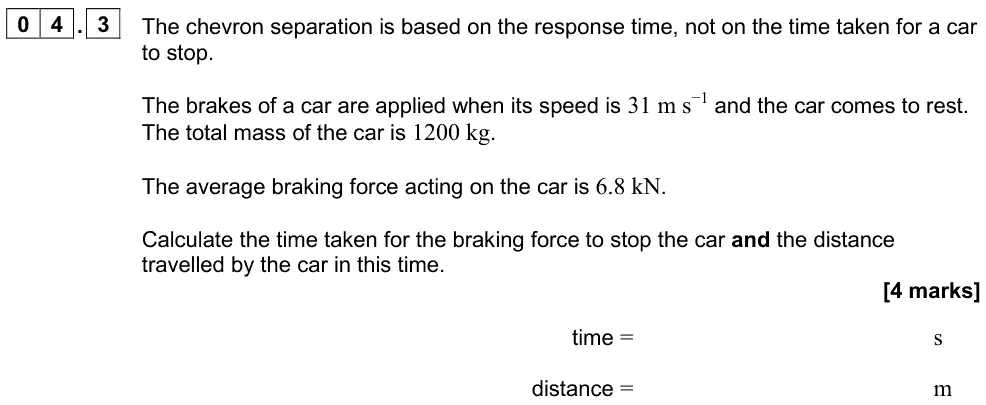 0 4 . 3 The chevron separation is based on the response time, not on the time taken for a car
to stop.
The brakes of a car are applied when its speed is 31 m s⁻¹ and the car comes to rest.
The total mass of the car is 1200 kg.
The average braking force acting on the car is 6.8 kN.
Calculate the time taken for the braking force to stop the car and the distance
travelled by the car in this time.
[4 marks]
time = s
distance = m